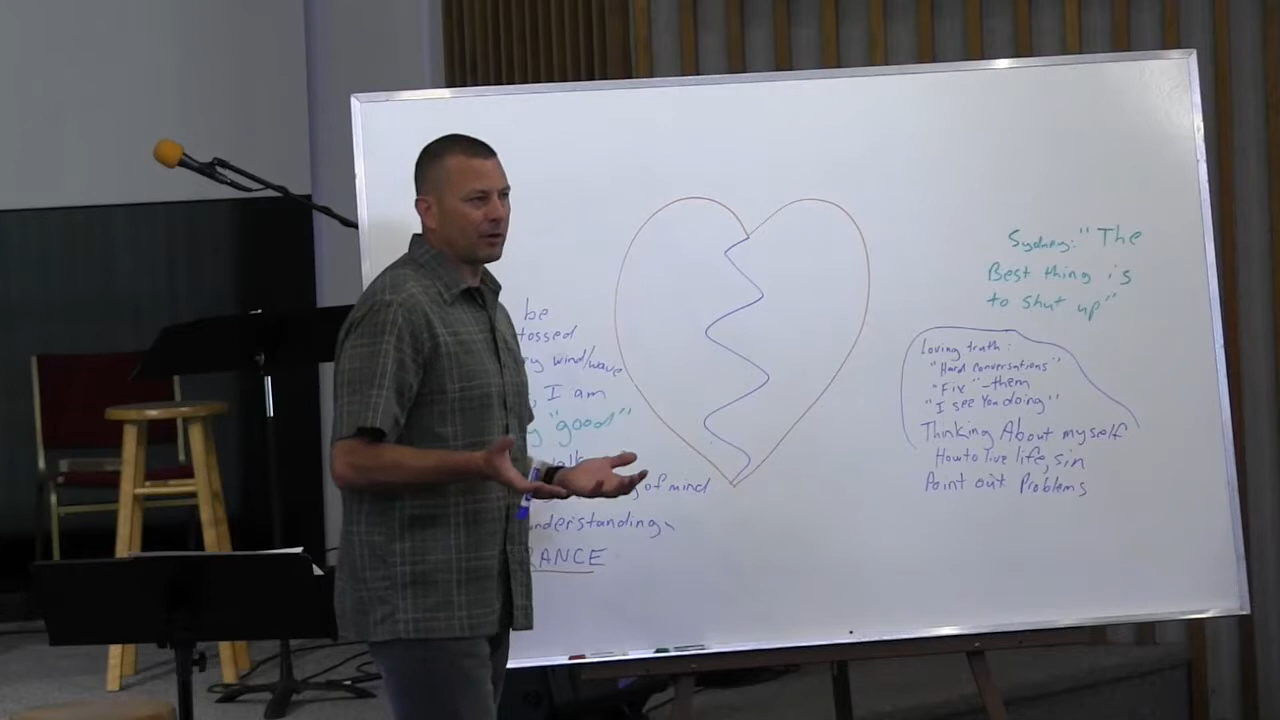 be
tossed
wind/wave
I am
"good"
of mind
understanding
RANCE
Sydney: "The
Best thing is
to shut up"
Loving truth:
"Hard conversations"
"Fix"-them
"I see You doing"
Thinking About myself
How to live life, sin
Point out Problems